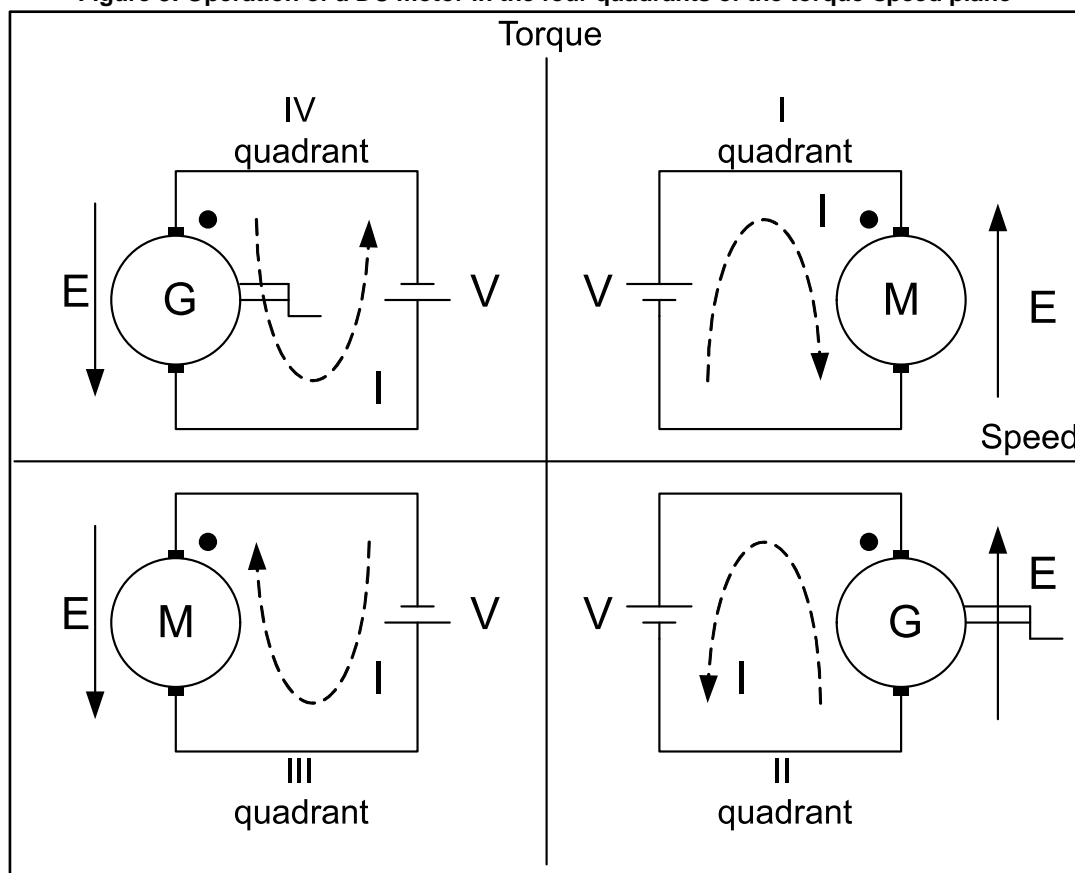 Figure 3. Operation of a DC motor in the four quadrants of the torque-speed plane
Torque
IV
quadrant
I
quadrant
E
G
I
V
V
I
M
E
Speed
E
M
I
V
V
I
G
E
III
quadrant
II
quadrant